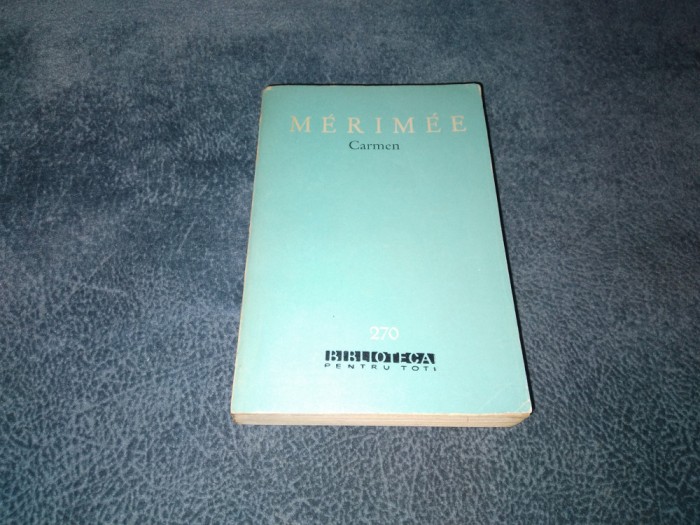 MÉRIMÉE
Carmen
270
BIBLIOTECA
PENTRU TOTI